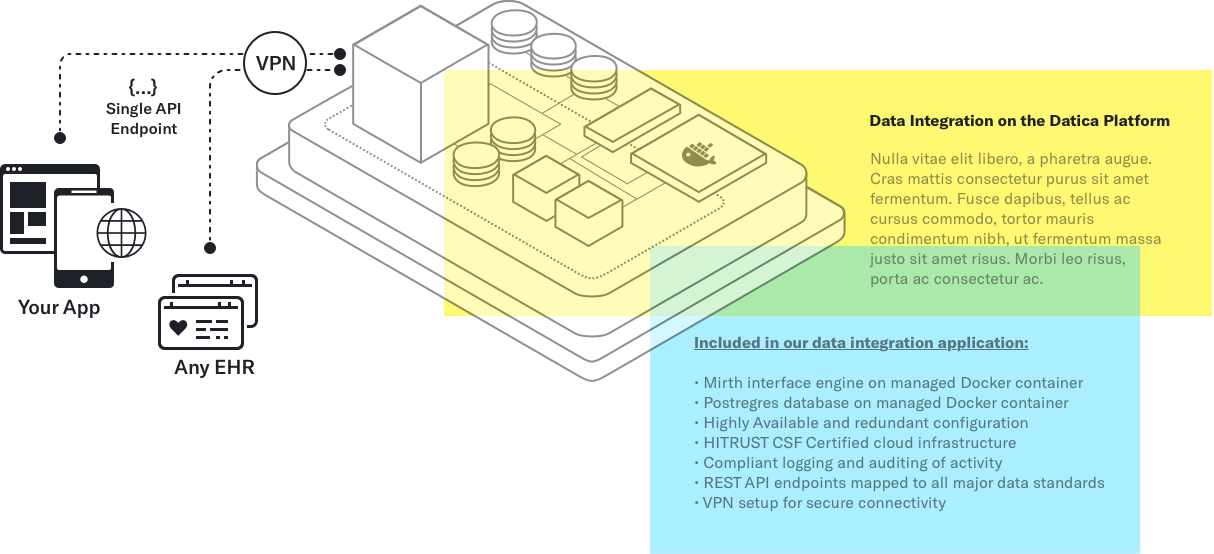 VPN
{...}
Single API
Endpoint
Your App
Any EHR
Data Integration on the Datica Platform
Nulla vitae elit libero, a pharetra augue.
Cras mattis consectetur purus sit amet
fermentum. Fusce dapibus, tellus ac
cursus commodo, tortor mauris
condimentum nibh, ut fermentum massa
justo sit amet risus. Morbi leo risus,
porta ac consectetur ac.
Included in our data integration application:
• Mirth interface engine on managed Docker container
• Postregres database on managed Docker container
• Highly Available and redundant configuration
• HITRUST CSF Certified cloud infrastructure
• Compliant logging and auditing of activity
• REST API endpoints mapped to all major data standards
• VPN setup for secure connectivity